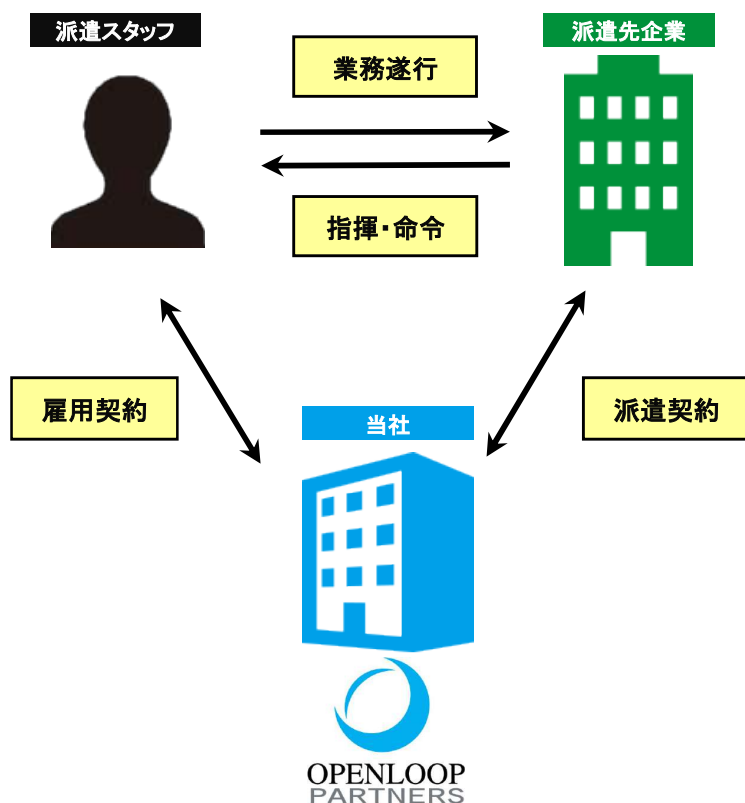 派遣スタッフ
派遣先企業
業務遂行
指揮・命令
雇用契約
派遣契約
当社
OPENLOOP
PARTNERS